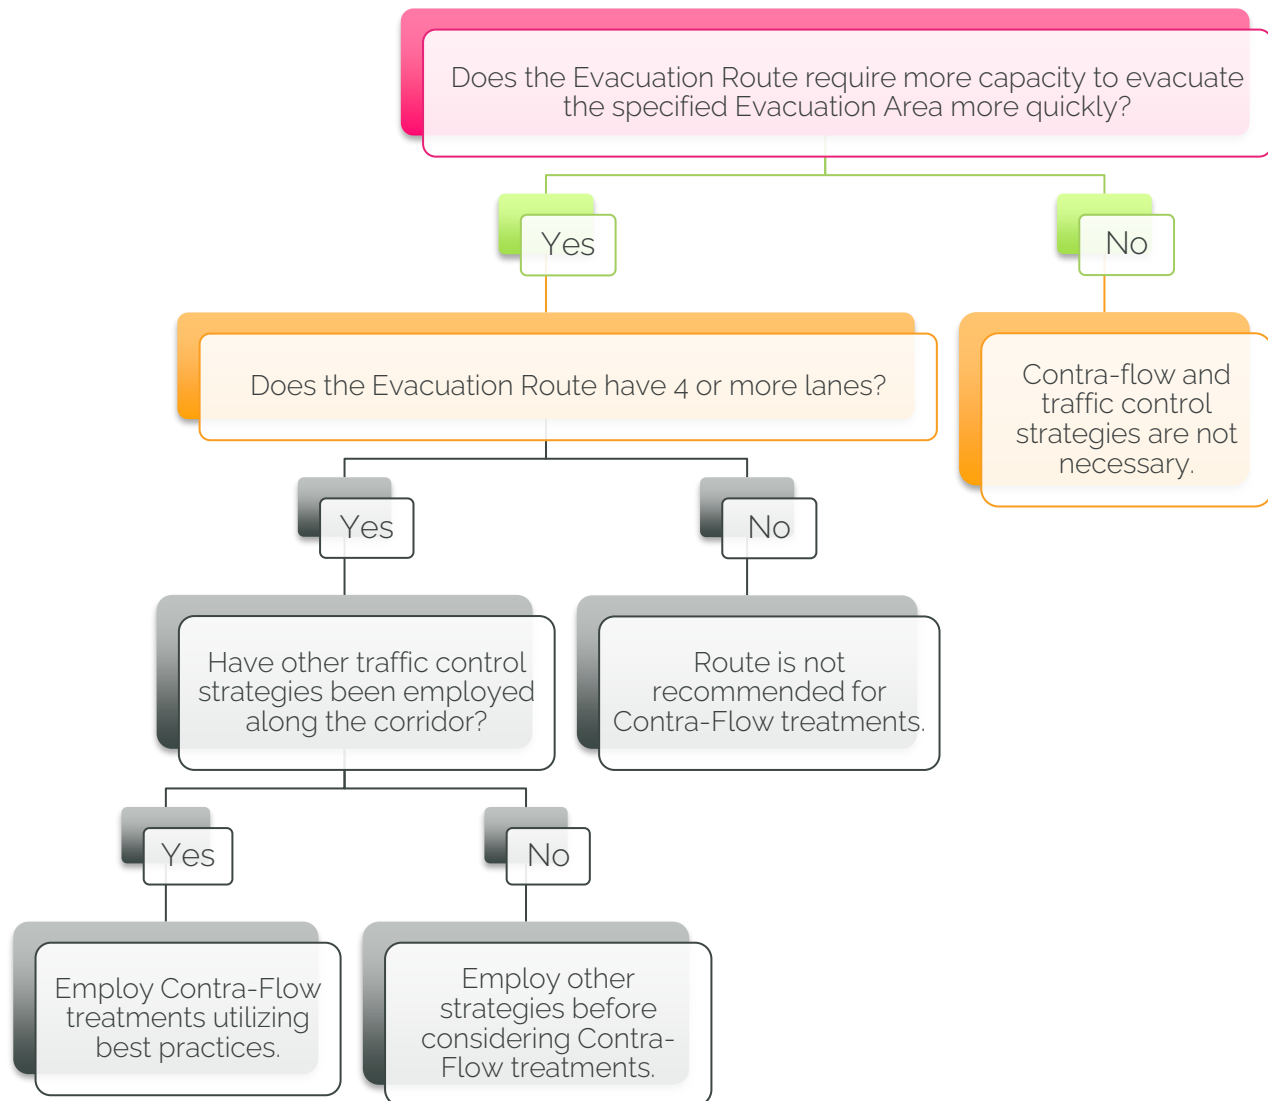 Does the Evacuation Route require more capacity to evacuate
the specified Evacuation Area more quickly?
Yes
No
Does the Evacuation Route have 4 or more lanes?
Contra-flow and
traffic control
strategies are not
necessary.
Yes
No
Have other traffic control
strategies been employed
along the corridor?
Route is not
recommended for
Contra-Flow treatments.
Yes
No
Employ Contra-Flow
treatments utilizing
best practices.
Employ other
strategies before
considering Contra-
Flow treatments.